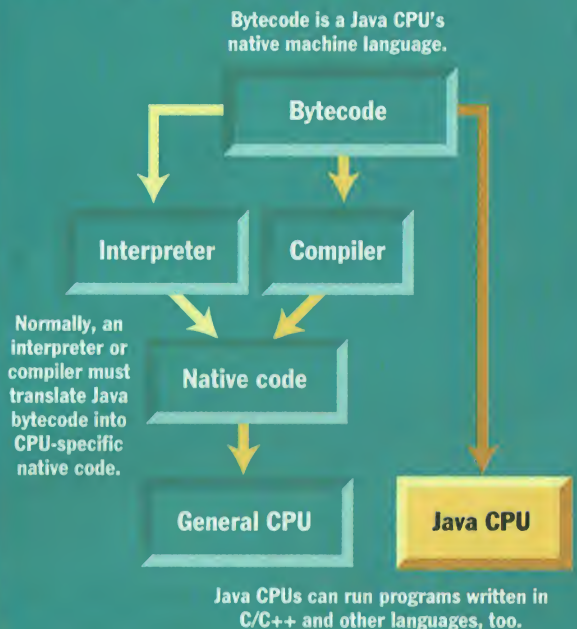 Bytecode is a Java CPU's
native machine language.
Bytecode
Interpreter
Compiler
Normally, an
interpreter or
compiler must
translate Java
bytecode into
CPU-specific
native code.
Native code
General CPU
Java CPU
Java CPUs can run programs written in
C/C++ and other languages, too.